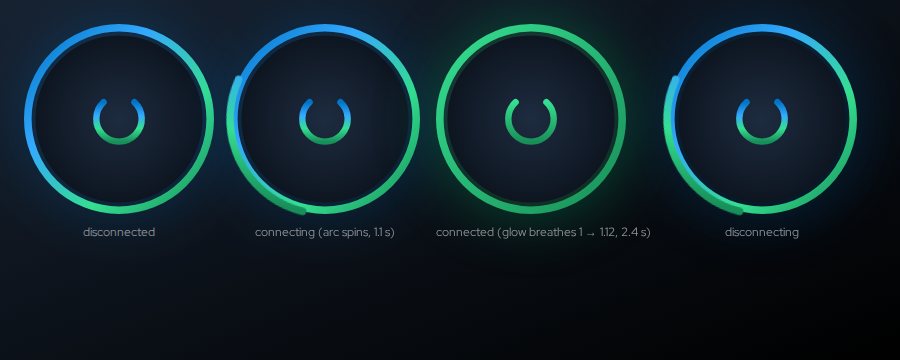 disconnected
connecting (arc spins, 1.1 s)
connected (glow breathes 1 → 1.12, 2.4 s)
disconnecting